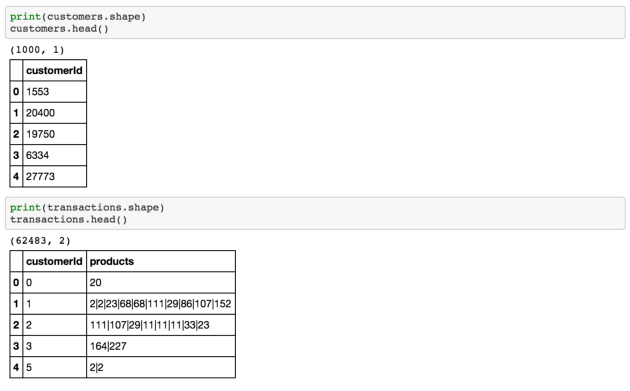 print(customers.shape)
customers.head()
(1000, 1)
customerId
0 1553
1 20400
2 19750
3 6334
4 27773
print(transactions.shape)
transactions.head()
(62483, 2)
customerId products
0 0 20
1 1 2|2|23|68|68|111|29|86|107|152
2 2 111|107|29|11|11|11|33|23
3 3 164|227
4 5 2|2